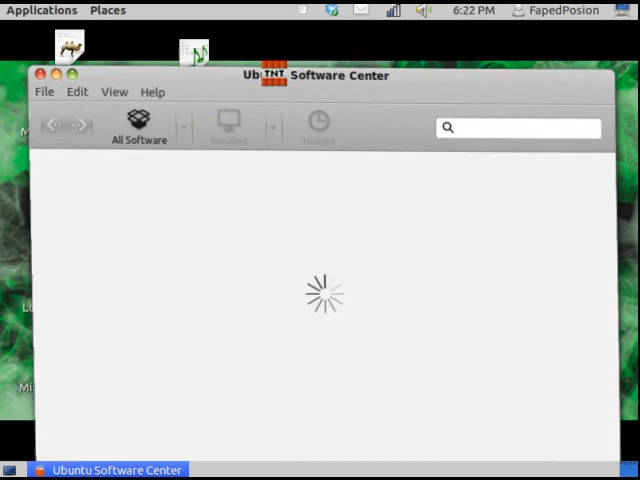 Applications Places
6:22 PM FapedPosion
TNT
Ubuntu Software Center
File Edit View Help
All Software Installed History
Ubuntu Software Center